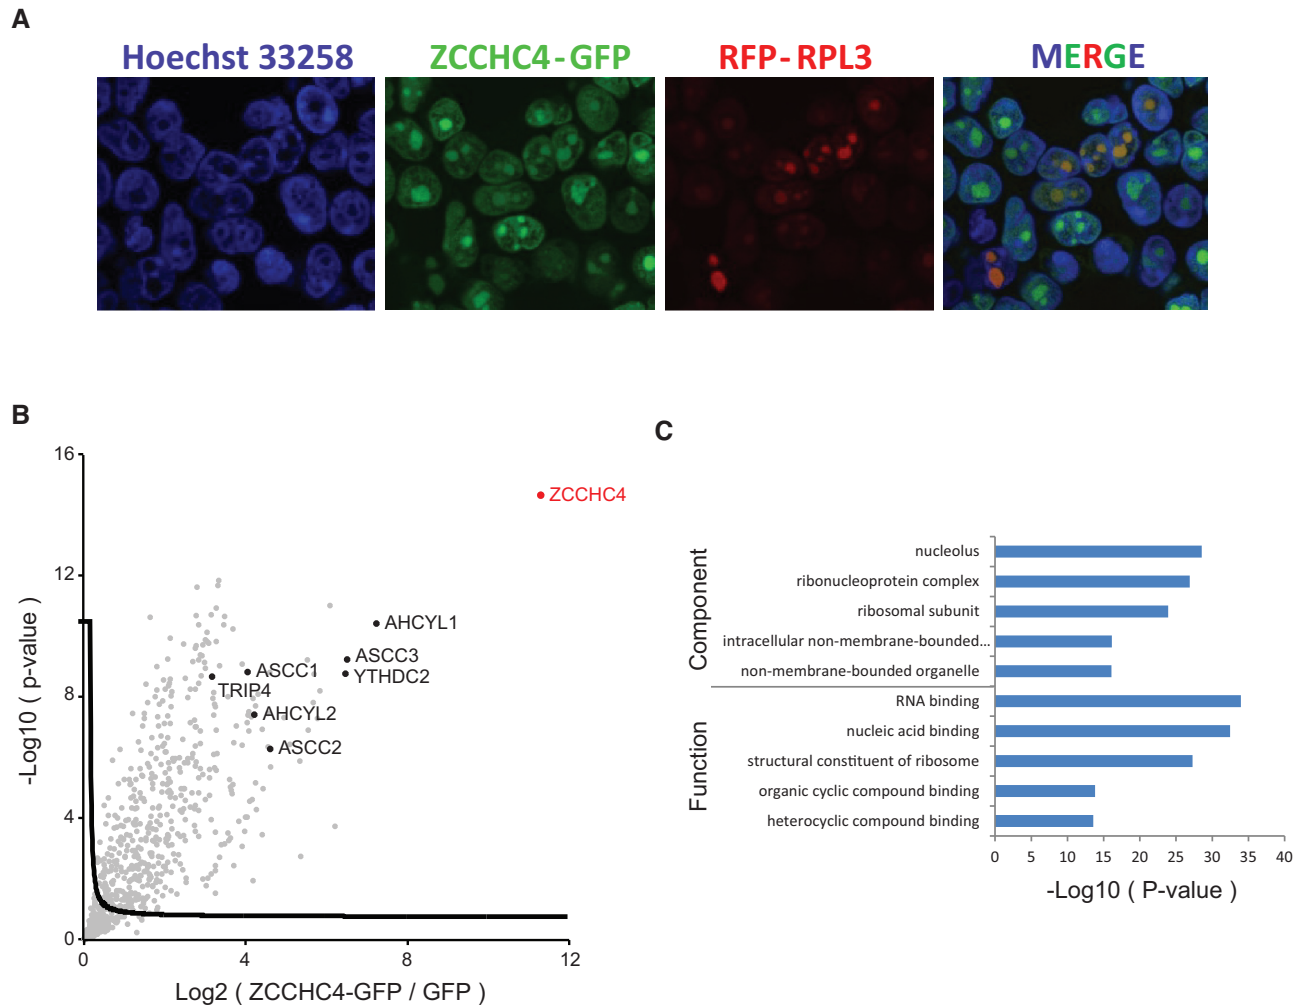 A
Hoechst 33258
ZCCHC4-GFP
RFP-RPL3
MERGE
B
16
12
8
4
0
0
4
8
12
-Log10 ( p-value )
Log2 ( ZCCHC4-GFP / GFP )
ZCCHC4
AHCYL1
ASCC3
YTHDC2
ASCC1
TRIP4
AHCYL2
ASCC2
C
Component
nucleolus
ribonucleoprotein complex
ribosomal subunit
intracellular non-membrane-bounded...
non-membrane-bounded organelle
Function
RNA binding
nucleic acid binding
structural constituent of ribosome
organic cyclic compound binding
heterocyclic compound binding
0 5 10 15 20 25 30 35 40
-Log10 ( P-value )